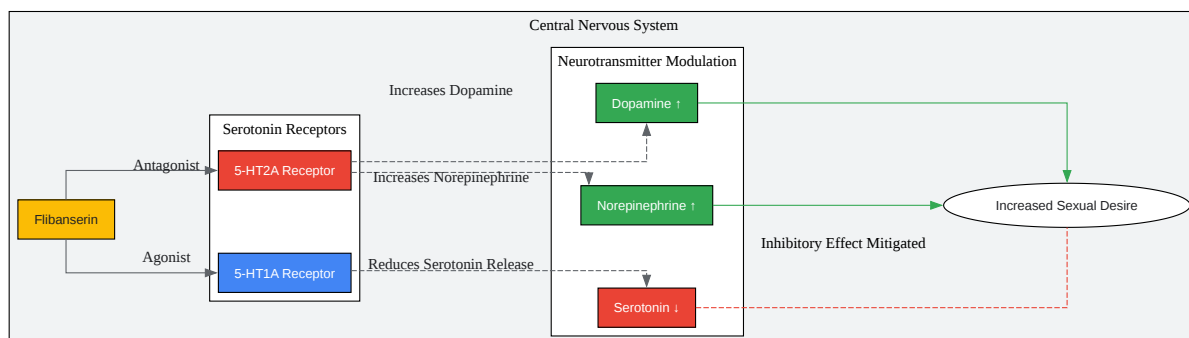 Central Nervous System
Neurotransmitter Modulation
Increases Dopamine
Dopamine ↑
Serotonin Receptors
Antagonist
5-HT2A Receptor
Increases Norepinephrine
Flibanserin
Norepinephrine ↑
Increased Sexual Desire
Inhibitory Effect Mitigated
Agonist
5-HT1A Receptor
Reduces Serotonin Release
Serotonin ↓